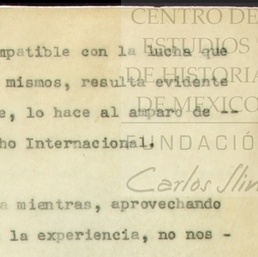 CENTRO DE
ESTUDIOS
DE HISTORIA
DE MEXICO
FUNDACIÓ
Carlos Slim
mpatible con la lucha que
mismos, resulta evidente
e, lo hace al amparo de --
ho Internacional.
a mientras, aprovechando
la experiencia, no nos -